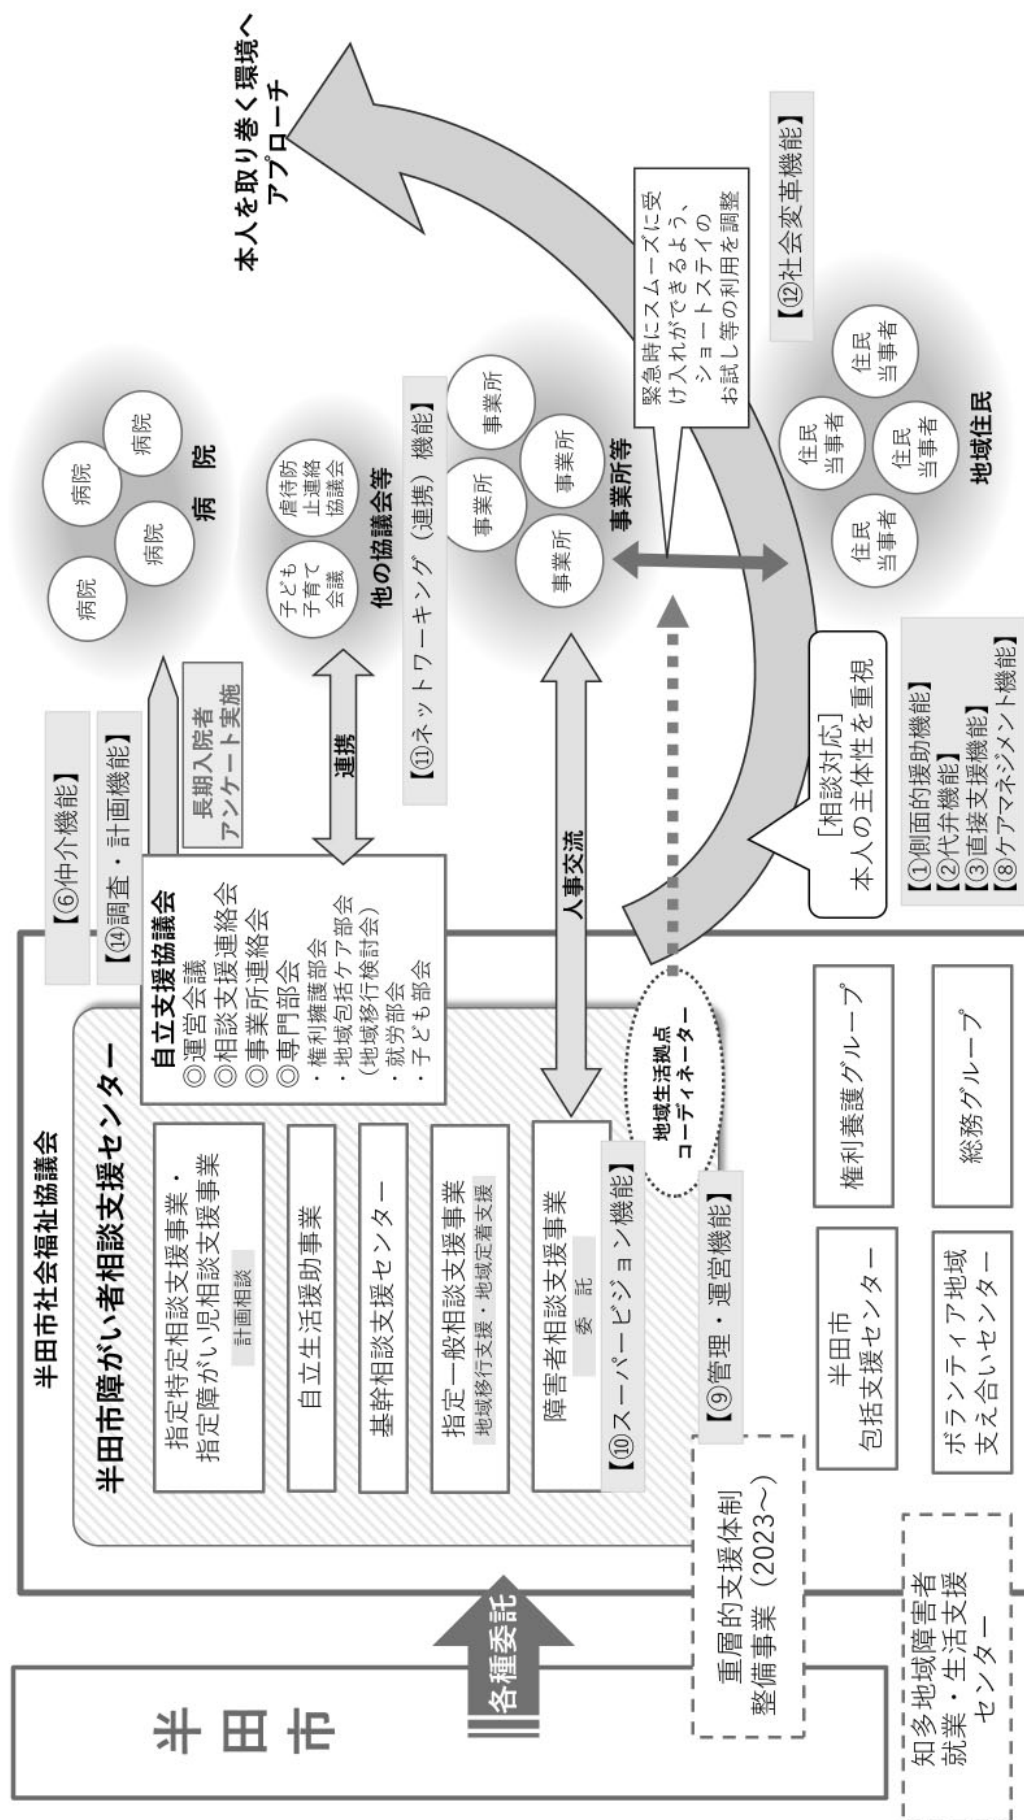 半田市
各種委託
重層的支援体制
整備事業（2023～）
知多地域障害者
就業・生活支援
センター
半田市社会福祉協議会
半田市障がい者相談支援センター
指定特定相談支援事業・
指定障がい児相談支援事業
計画相談
自立生活援助事業
基幹相談支援センター
指定一般相談支援事業
地域移行支援・地域定着支援
障害者相談支援事業
委　託
【⑩スーパービジョン機能】
【⑨管理・運営機能】
半田市
包括支援センター
権利養護グループ
ボランティア地域
支え合いセンター
総務グループ
【⑥仲介機能】
【⑭調査・計画機能】
自立支援協議会
◎運営会議
◎相談支援連絡会
◎事業所連絡会
◎専門部会
・権利擁護部会
・地域包括ケア部会
（地域移行検討会）
・就労部会
・子ども部会
地域生活拠点
コーディネーター
長期入院者
アンケート実施
連携
人事交流
病院
病院
病院
病院
病　院
子ども
子育て
会議
虐待防
止連絡
協議会
他の協議会等
【⑪ネットワーキング（連携）機能】
事業所
事業所
事業所
事業所
事業所等
緊急時にスムーズに受
け入れができるよう、
ショートステイの
お試し等の利用を調整
本人を取り巻く環境へ
アプローチ
【⑫社会変革機能】
住民
当事者
住民
当事者
住民
当事者
住民
当事者
地域住民
［相談対応］
本人の主体性を重視
【①側面的援助機能】
【②代弁機能】
【③直接支援機能】
【⑧ケアマネジメント機能】